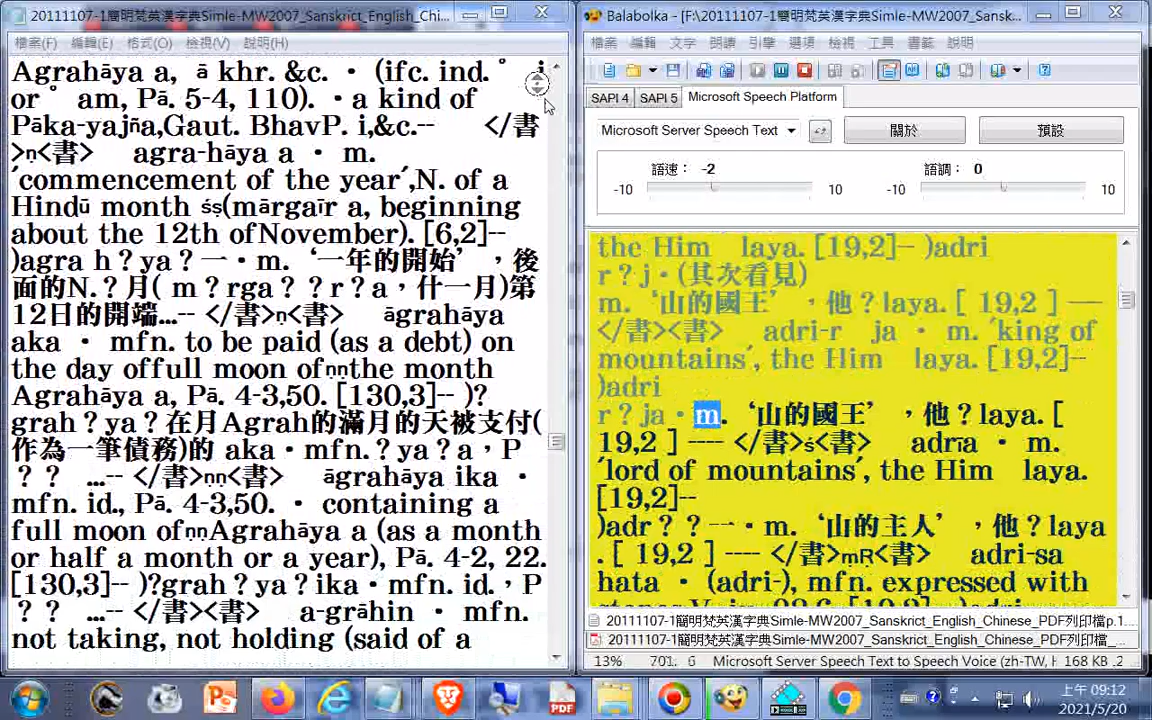 20111107-1簡明梵英漢字典Simle-MW2007_Sanskrict_English_Chi...
檔案(F) 編輯(E) 格式(O) 檢視(V) 說明(H)
Agrahāya a, ā khr. &c. • (ifc. ind. ° i
or ° am, Pā. 5-4, 110). • a kind of
Pāka-yajña,Gaut. BhavP. i,&c.-- </書
>ṇ<書> agra-hāya a • m.
'commencement of the year',N. of a
Hindū month śṣ(mārgaīr a, beginning
about the 12th ofNovember). [6,2]--
)agra h？ya？一•m.‘一年的開始’，後
面的N.？月( m？rga？？r？a，什一月)第
12日的開端...-- </書>ṇ<書> āgrahāya
aka • mfn. to be paid (as a debt) on
the day offull moon ofṇṇthe month
Agrahāya a, Pā. 4-3,50. [130,3]-- )?
grah？ya？在月Agrah的滿月的天被支付(
作為一筆債務)的 aka•mfn.？ya？a，P
？？ ...-- </書>ṇṇ<書> āgrahāya ika •
mfn. id., Pā. 4-3,50. • containing a
full moon ofṇṇAgrahāya a (as a month
or half a month or a year), Pā. 4-2, 22.
[130,3]-- )?grah？ya？ika•mfn. id.，P
？？ ...-- </書><書> a-grāhin • mfn.
not taking, not holding (said of a
Balabolka - [F:\20111107-1簡明梵英漢字典Simle-MW2007_Sansk...
檔案 編輯 文字 朗讀 引擎 選項 檢視 工具 書籤 說明
SAPI 4 SAPI 5 Microsoft Speech Platform
Microsoft Server Speech Text 關於 預設
語速： -2 語調： 0
-10 10 -10 10
the Him laya. [19,2]-- )adri
r？j•(其次看見)
m.‘山的國王’，他？laya. [ 19,2 ] ----
</書><書> adri-r ja • m. 'king of
mountains', the Him laya. [19,2]--
)adri
r？ja•m.‘山的國王’，他？laya. [
19,2 ] ---- </書>ś<書> adrīa • m.
'lord of mountains', the Him laya.
[19,2]--
)adr？？一•m.‘山的主人’，他？laya
. [ 19,2 ] ---- </書>mR<書> adri-sa
hata • (adri-), mfn. expressed with
20111107-1簡明梵英漢字典Simle-MW2007_Sanskrict_English_Chinese_PDF列印檔p.1...
20111107-1簡明梵英漢字典Simle-MW2007_Sanskrict_English_Chinese_PDF列印檔_...
13% 701: 6 Microsoft Server Speech Text to Speech Voice (zh-TW, H 168 KB .2...
上午 09:12
2021/5/20